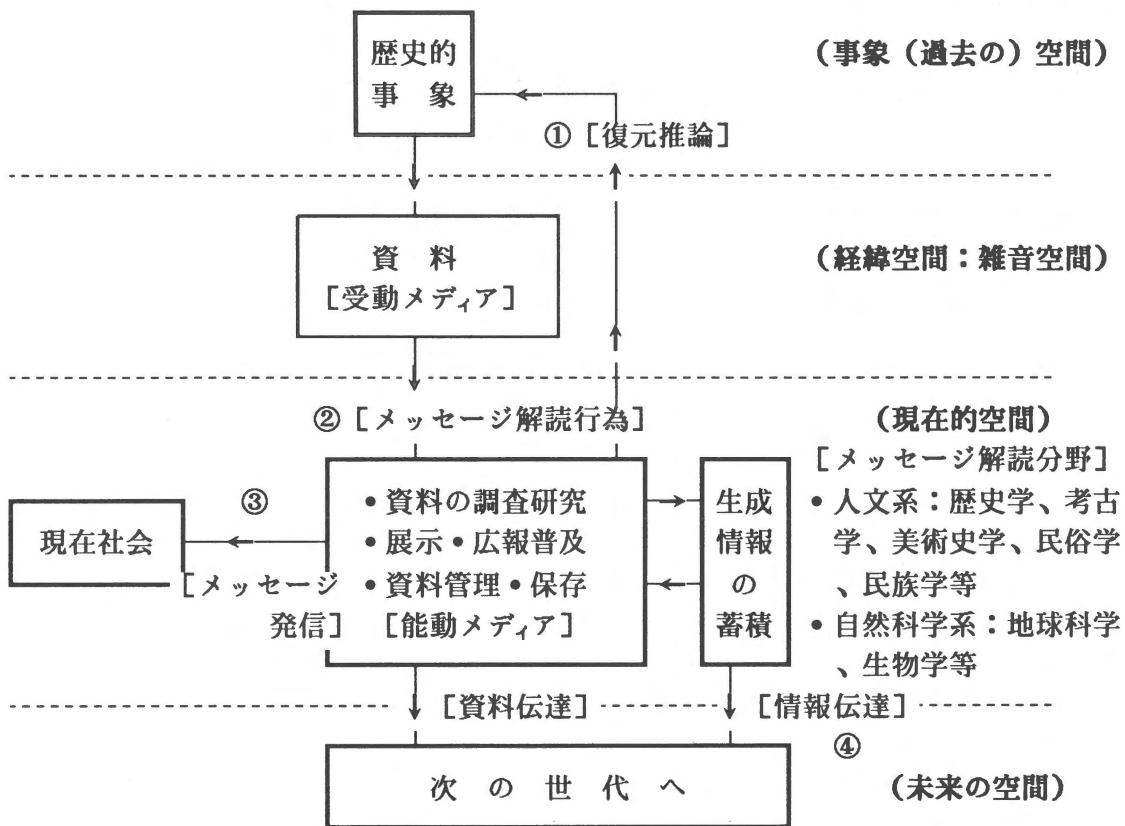 歴史的
事 象
(事象(過去の)空間)
①[復元推論]
資 料
[受動メディア]
(経緯空間:雑音空間)
②[メッセージ解読行為]
(現在的空間)
[メッセージ解読分野]
•人文系:歴史学、考古
学、美術史学、民俗学
、民族学等
•自然科学系:地球科学
、生物学等
現在社会
③
[メッセージ
発信]
•資料の調査研究
•展示・広報普及
•資料管理・保存
[能動メディア]
生成
情報
の
蓄積
[資料伝達]
[情報伝達]
④
次 の 世 代 へ
(未来の空間)